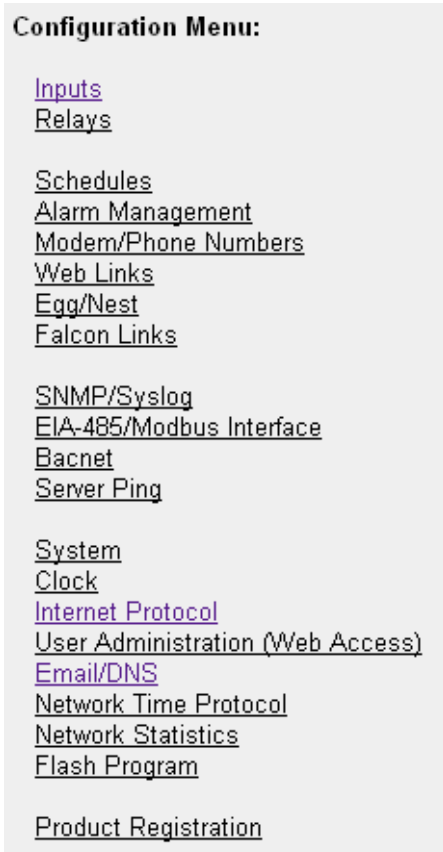 Configuration Menu:
Inputs
Relays
Schedules
Alarm Management
Modem/Phone Numbers
Web Links
Egg/Nest
Falcon Links
SNMP/Syslog
EIA-485/Modbus Interface
Bacnet
Server Ping
System
Clock
Internet Protocol
User Administration (Web Access)
Email/DNS
Network Time Protocol
Network Statistics
Flash Program
Product Registration